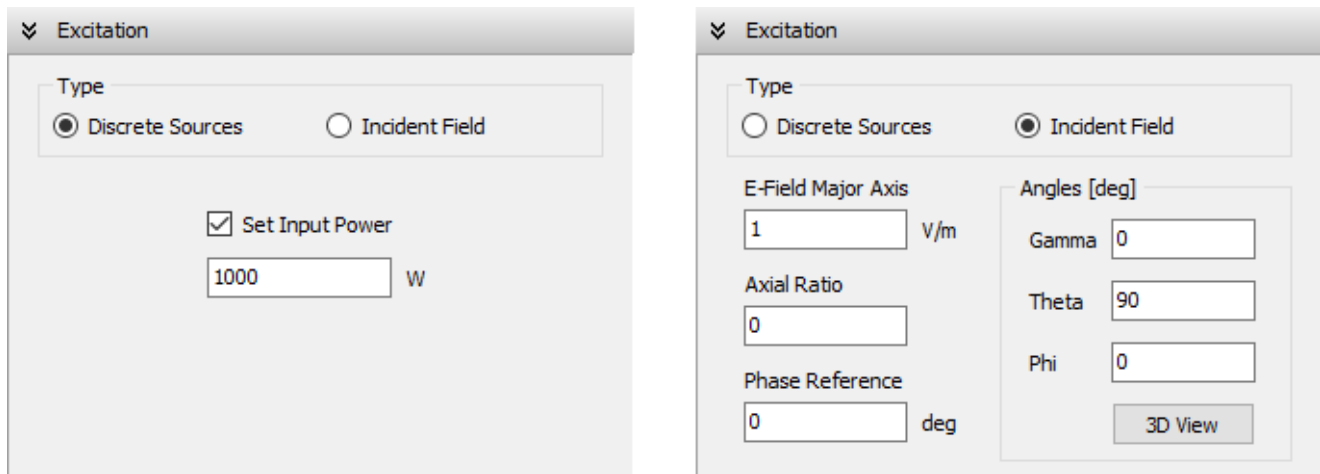 Excitation
Type
Discrete Sources
Incident Field
Set Input Power
1000 W
Excitation
Type
Discrete Sources
Incident Field
E-Field Major Axis
1 V/m
Axial Ratio
0
Phase Reference
0 deg
Angles [deg]
Gamma 0
Theta 90
Phi 0
3D View